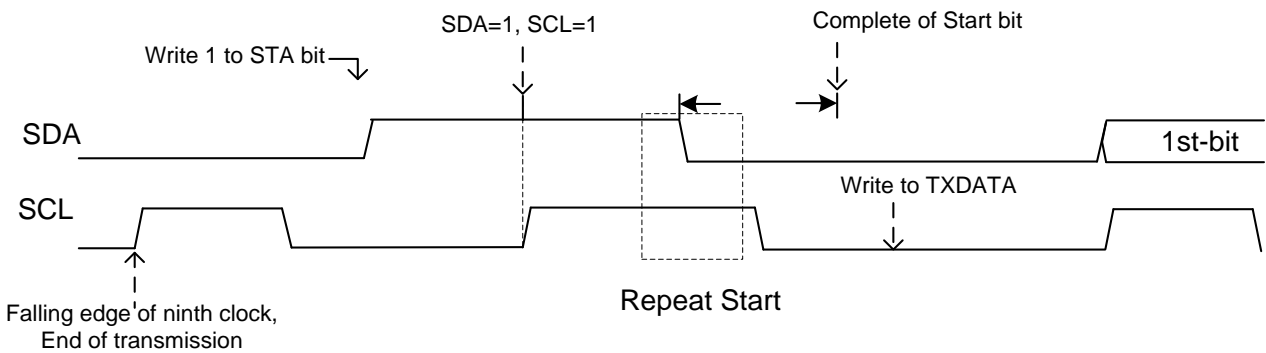 SDA=1, SCL=1
Complete of Start bit
Write 1 to STA bit
SDA
1st-bit
Write to TXDATA
SCL
Repeat Start
Falling edge of ninth clock,
End of transmission